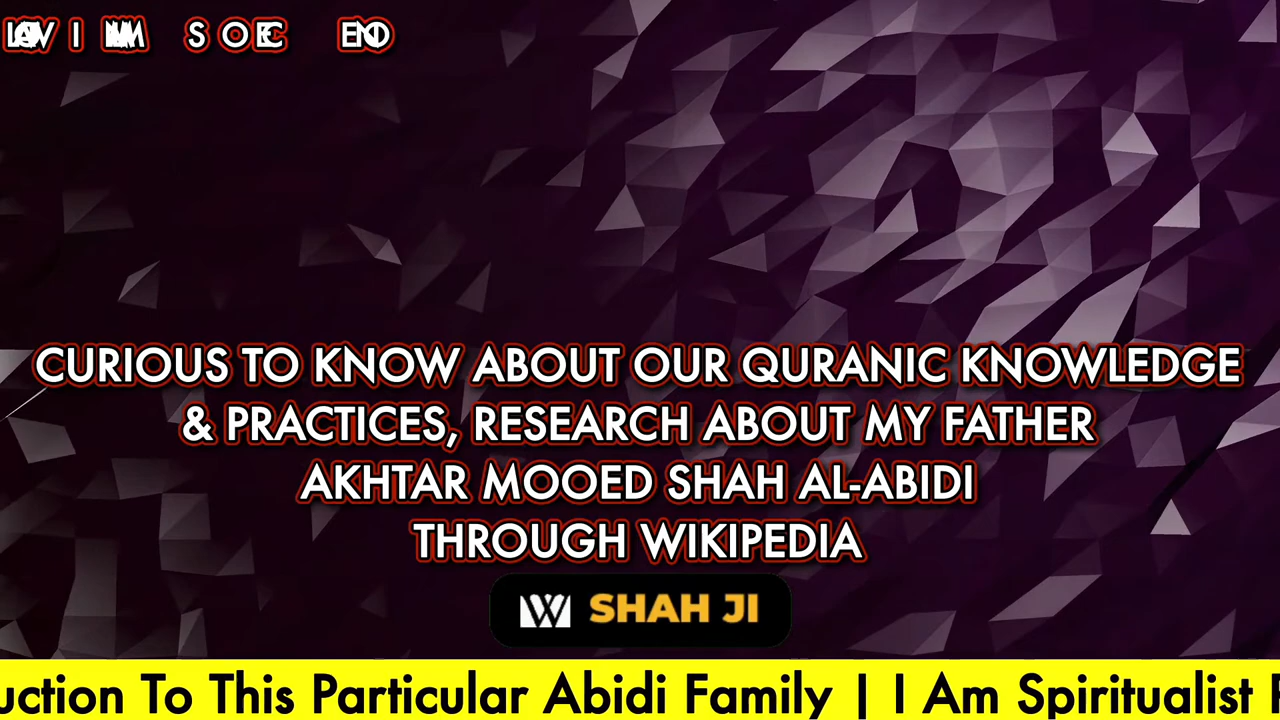 CURIOUS TO KNOW ABOUT OUR QURANIC KNOWLEDGE
& PRACTICES, RESEARCH ABOUT MY FATHER
AKHTAR MOOED SHAH AL-ABIDI
THROUGH WIKIPEDIA
W SHAH JI
uction To This Particular Abidi Family | I Am Spiritualist